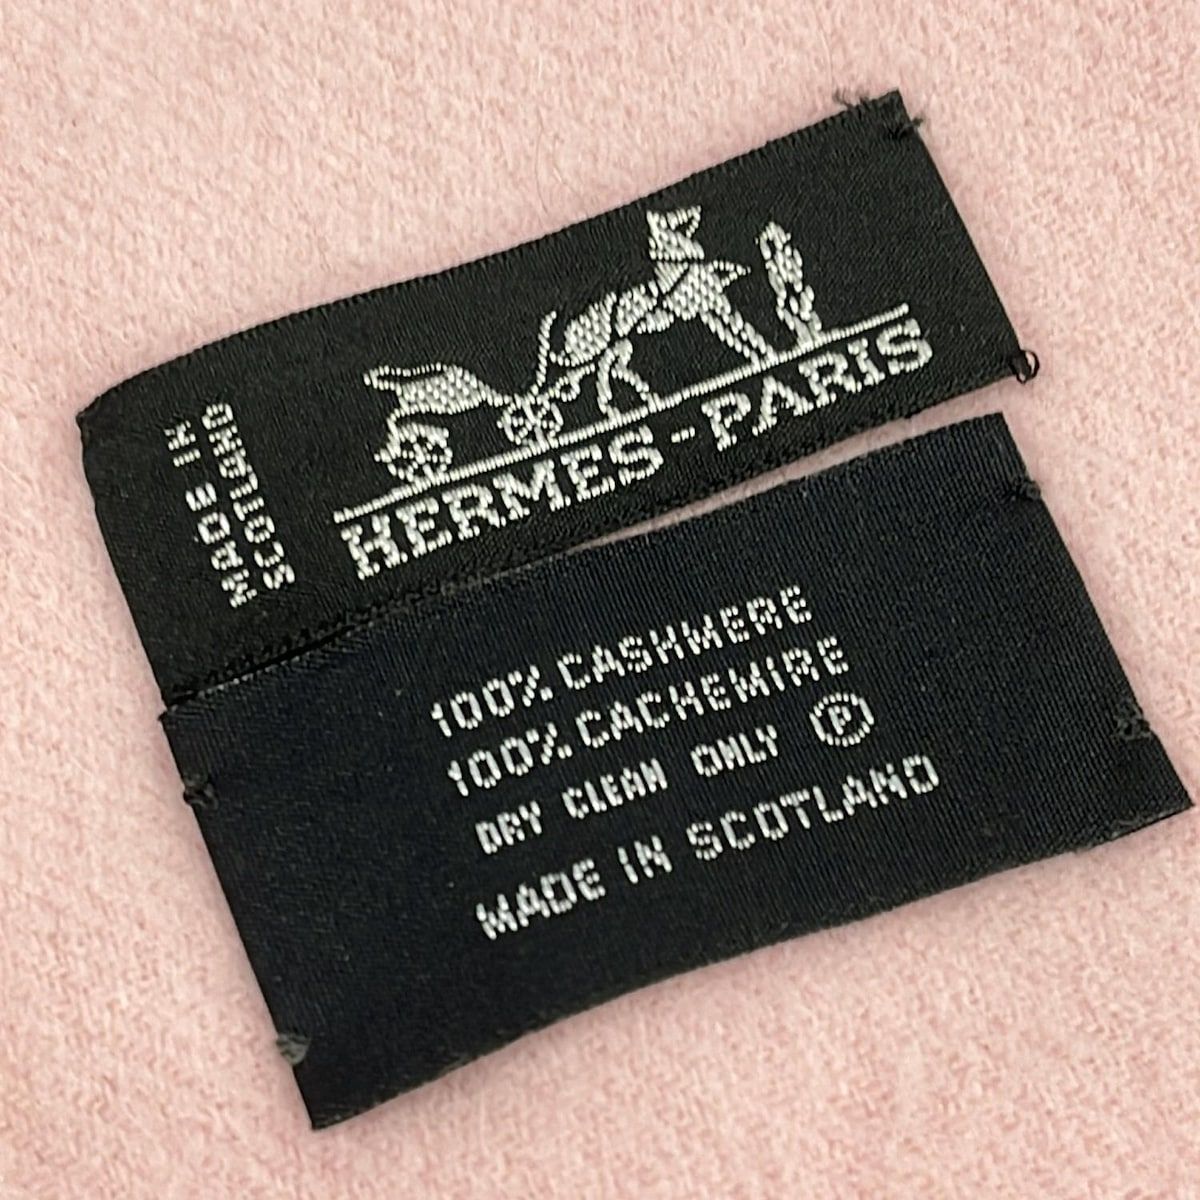 MADE IN
SCOTLAND
HERMES-PARIS
100% CASHMERE
100% CACHEMIRE
DRY CLEAN ONLY Ⓟ
MADE IN SCOTLAND